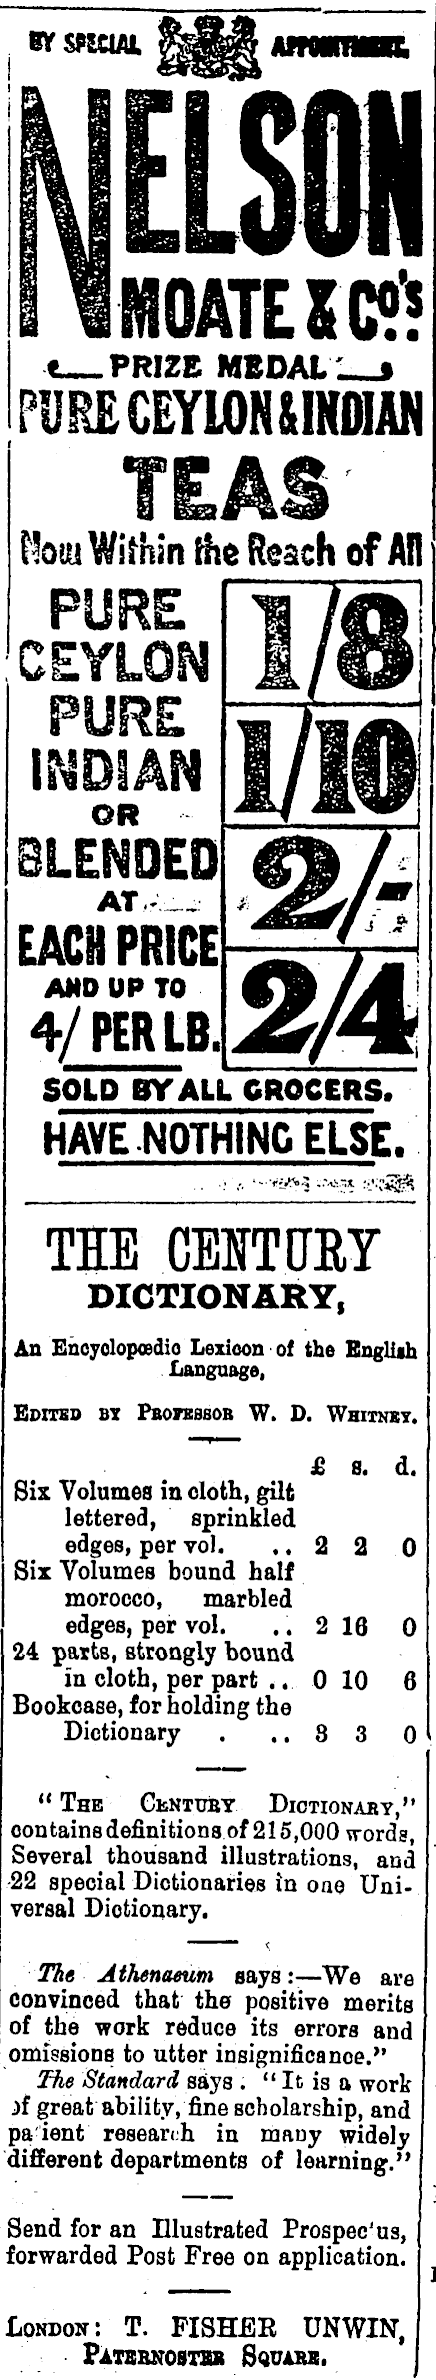 BY SPECIAL APPOINTMENT.
NELSON
MOATE & Co's
PRIZE MEDAL
PURE CEYLON & INDIAN
TEAS
Now Within the Reach of All
PURE
CEYLON
PURE
INDIAN
OR
BLENDED
AT
EACH PRICE
AND UP TO
4/ PER LB.
1/8
1/10
2/-
2/4
SOLD BY ALL GROCERS.
HAVE NOTHING ELSE.
THE CENTURY
DICTIONARY,
An Encyclopœdic Lexicon of the English
Language,
EDITED BY PROFESSOR W. D. WHITNEY.
£ s. d.
Six Volumes in cloth, gilt
lettered, sprinkled
edges, per vol. .. 2 2 0
Six Volumes bound half
morocco, marbled
edges, per vol. .. 2 16 0
24 parts, strongly bound
in cloth, per part .. 0 10 6
Bookcase, for holding the
Dictionary . .. 3 3 0
"THE CENTURY DICTIONARY,"
contains definitions of 215,000 words,
Several thousand illustrations, and
22 special Dictionaries in one Uni-
versal Dictionary.
The Athenaeum says:—We are
convinced that the positive merits
of the work reduce its errors and
omissions to utter insignificance."
The Standard says. "It is a work
of great ability, fine scholarship, and
patient research in many widely
different departments of learning."
Send for an Illustrated Prospec'us,
forwarded Post Free on application.
LONDON: T. FISHER UNWIN,
PATERNOSTER SQUARE.